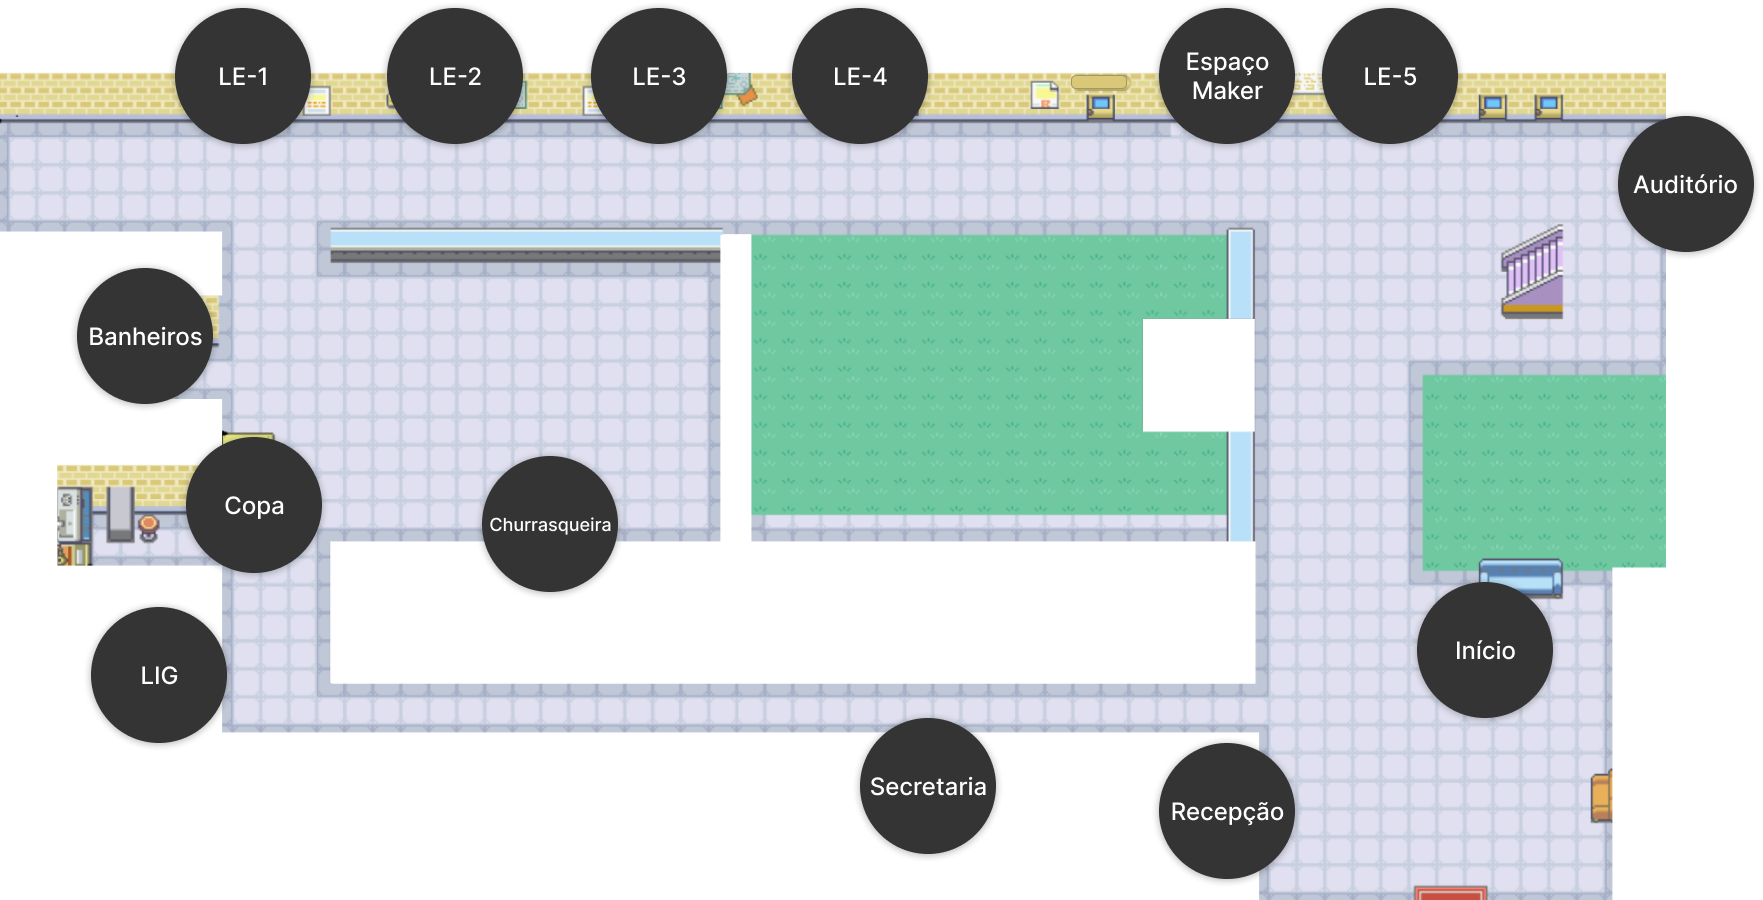 LE-1
LE-2
LE-3
LE-4
Espaço
Maker
LE-5
Auditório
Banheiros
Copa
Churrasqueira
LIG
Início
Secretaria
Recepção